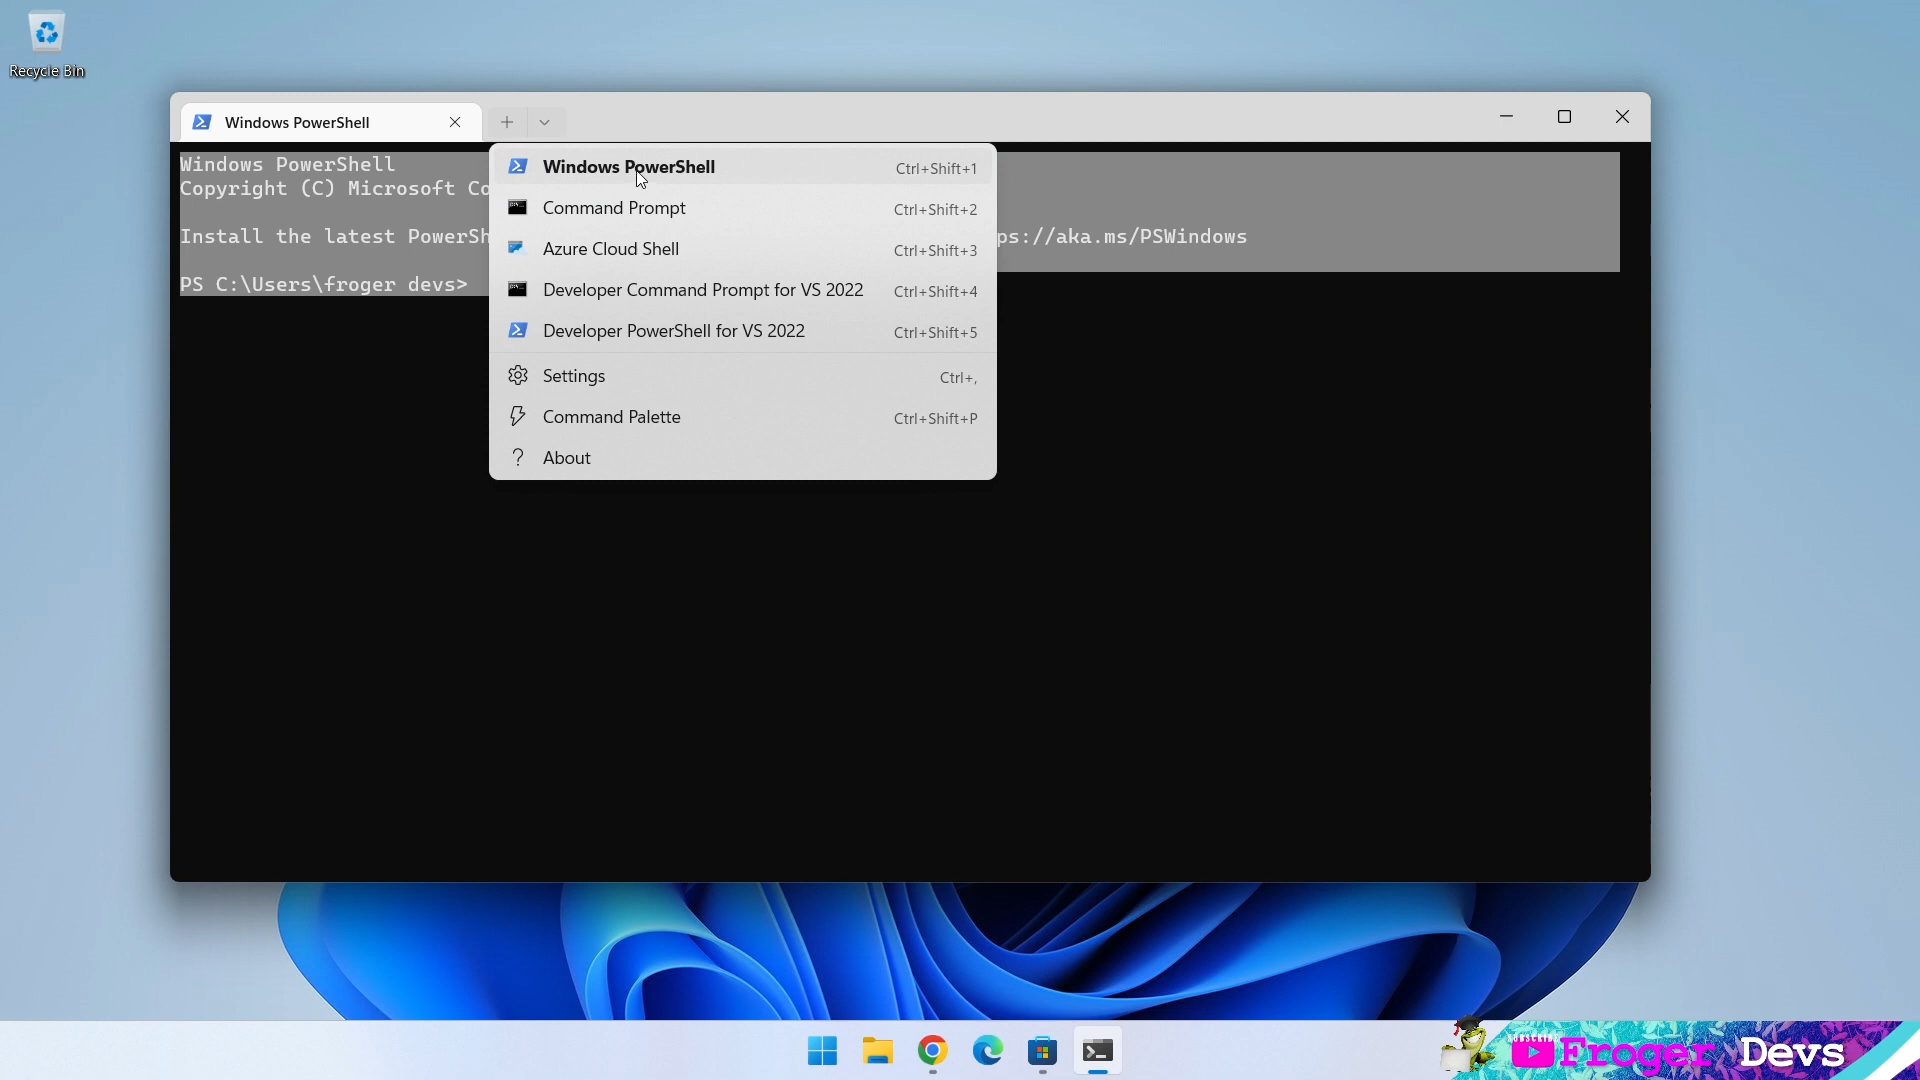 Recycle Bin
Windows PowerShell
Windows PowerShell
Copyright (C) Microsoft Co
Install the latest PowerSh
ps://aka.ms/PSWindows
PS C:\Users\froger devs>
Windows PowerShell Ctrl+Shift+1
Command Prompt Ctrl+Shift+2
Azure Cloud Shell Ctrl+Shift+3
Developer Command Prompt for VS 2022 Ctrl+Shift+4
Developer PowerShell for VS 2022 Ctrl+Shift+5
Settings Ctrl+,
Command Palette Ctrl+Shift+P
? About
SUBSCRIBE
Froger Devs